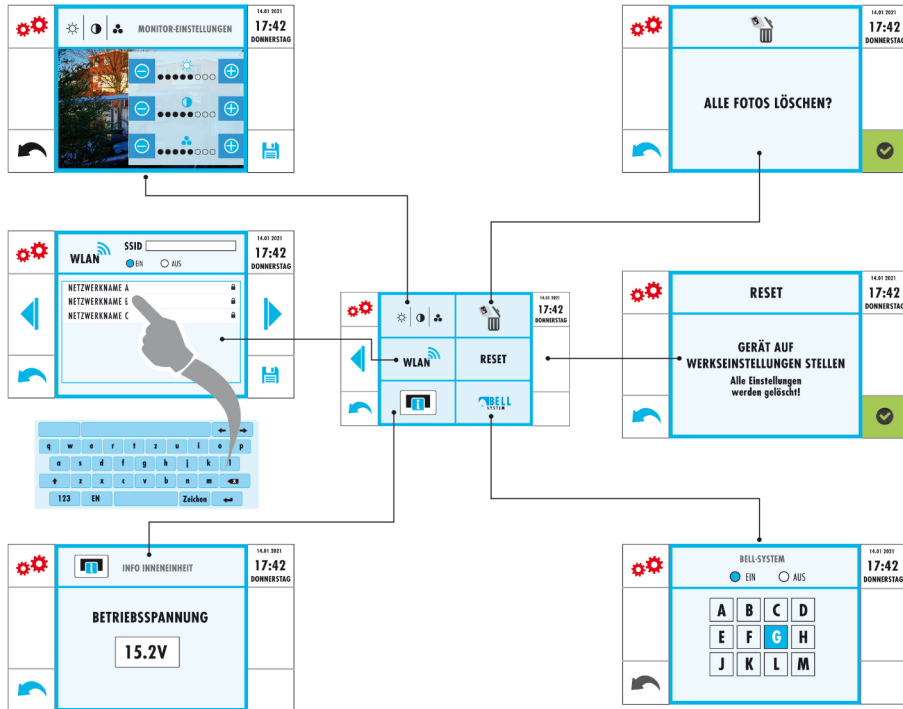 MONITOR-EINSTELLUNGEN
14.01 2021
17:42
DONNERSTAG
14.01 2021
17:42
DONNERSTAG
ALLE FOTOS LÖSCHEN?
WLAN
SSID
EIN AUS
14.01 2021
17:42
DONNERSTAG
NETZWERKNAME A
NETZWERKNAME B
NETZWERKNAME C
14.01 2021
17:42
DONNERSTAG
WLAN
RESET
BELL
SYSTEM
RESET
14.01 2021
17:42
DONNERSTAG
GERÄT AUF
WERKSEINSTELLUNGEN STELLEN
Alle Einstellungen
werden gelöscht!
q w e r t z u i o p
a s d f g h j k l
z x c v b n m
123 EN Zeichen
INFO INNENEINHEIT
14.01 2021
17:42
DONNERSTAG
BETRIEBSSPANNUNG
15.2V
BELL-SYSTEM
EIN AUS
14.01 2021
17:42
DONNERSTAG
A B C D
E F G H
J K L M